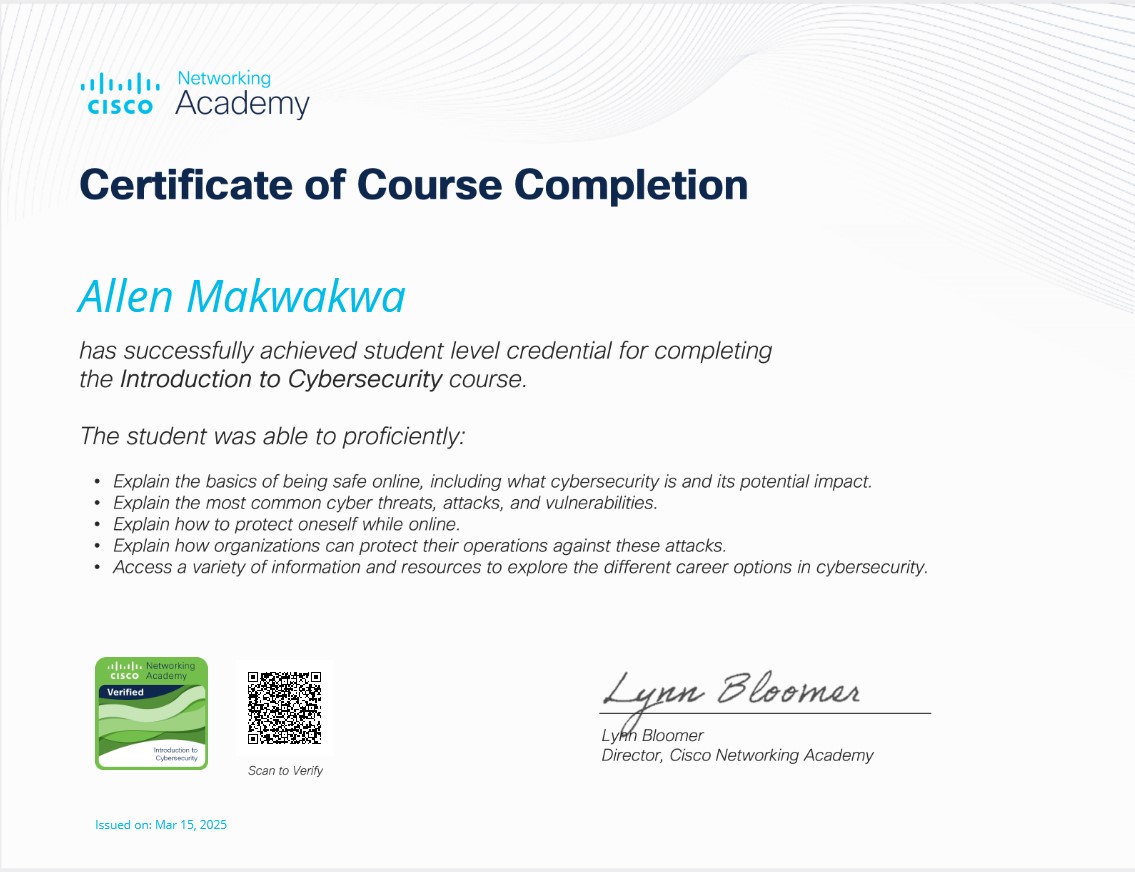 Networking
CISCO Academy
Certificate of Course Completion
Allen Makwakwa
has successfully achieved student level credential for completing
the Introduction to Cybersecurity course.
The student was able to proficiently:
• Explain the basics of being safe online, including what cybersecurity is and its potential impact.
• Explain the most common cyber threats, attacks, and vulnerabilities.
• Explain how to protect oneself while online.
• Explain how organizations can protect their operations against these attacks.
• Access a variety of information and resources to explore the different career options in cybersecurity.
Networking
CISCO Academy
Verified
Introduction to
Cybersecurity
Scan to Verify
Lynn Bloomer
Lynn Bloomer
Director, Cisco Networking Academy
Issued on: Mar 15, 2025